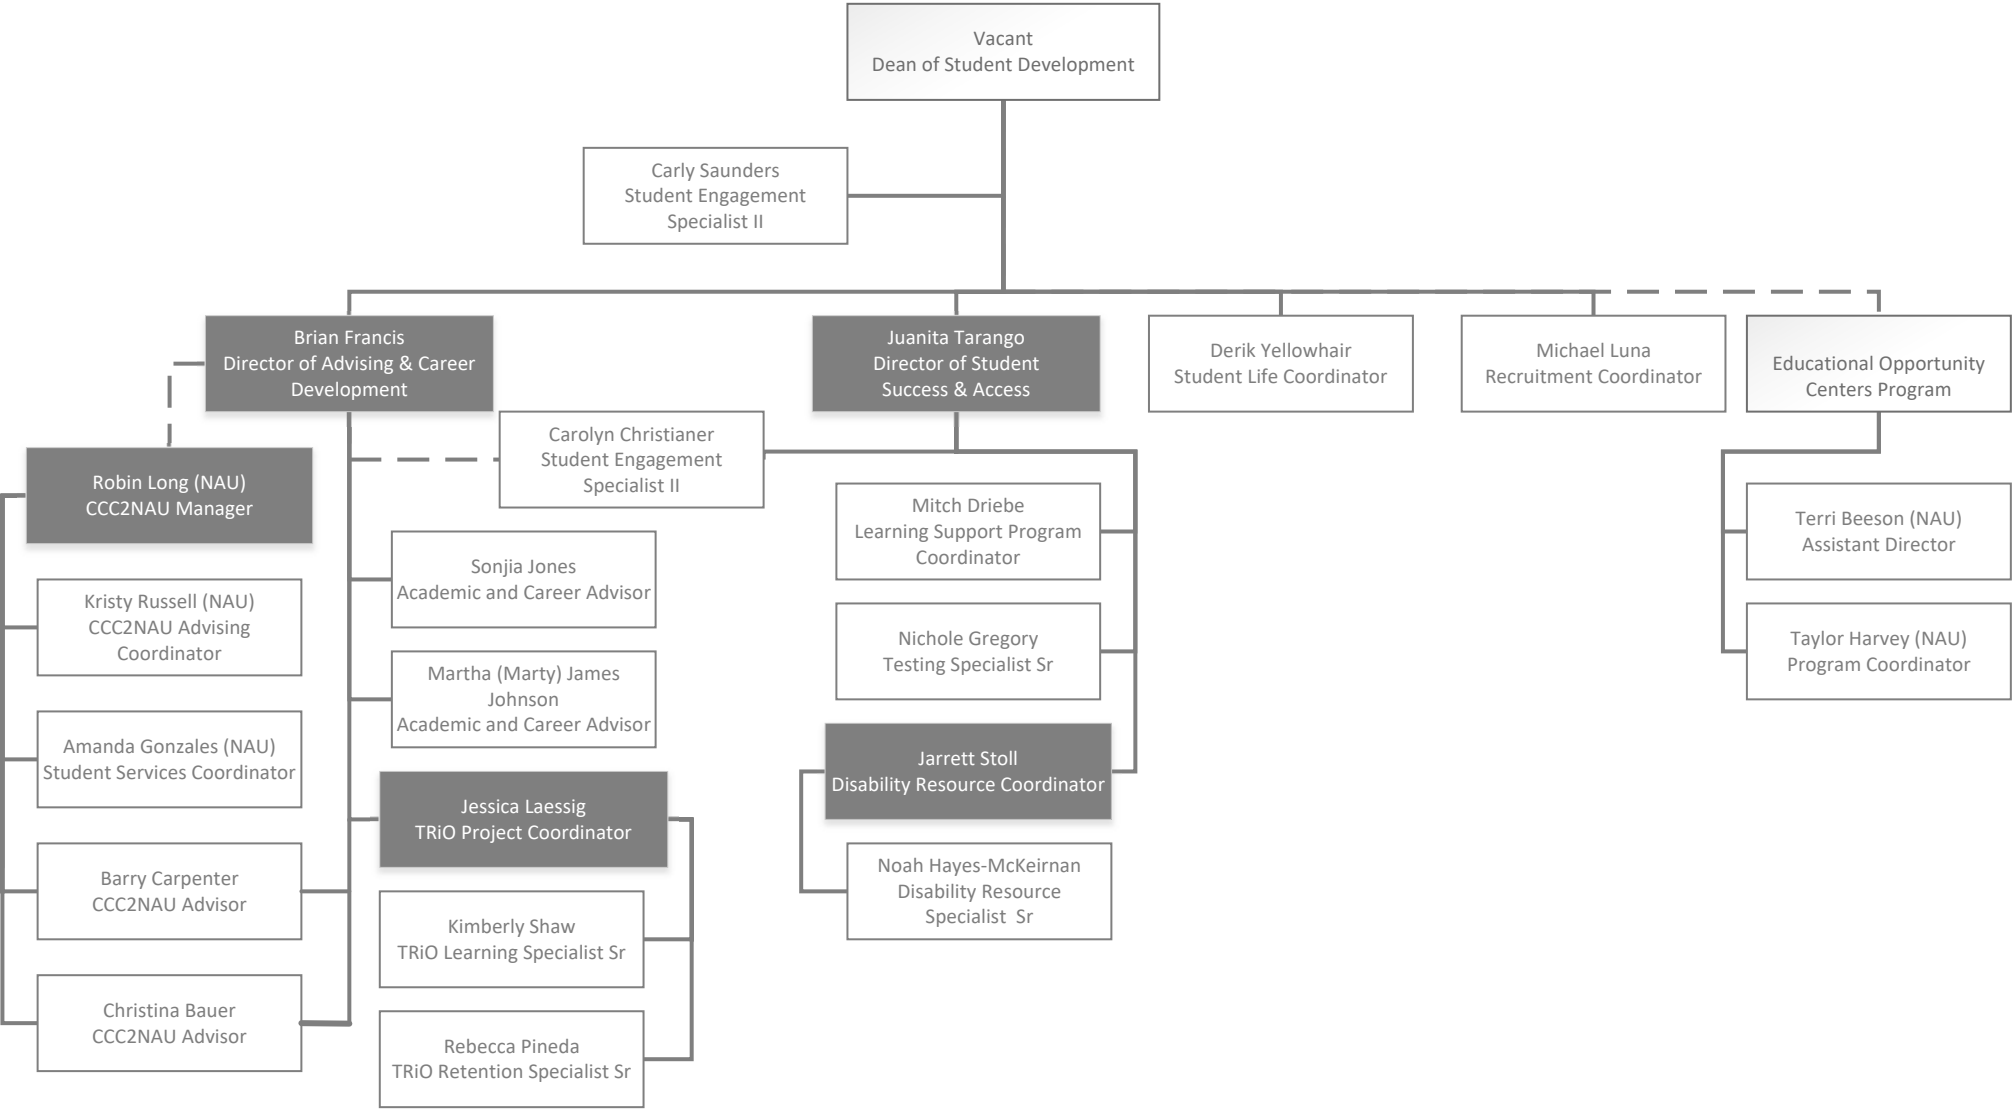 Vacant
Dean of Student Development
Carly Saunders
Student Engagement
Specialist II
Brian Francis
Director of Advising & Career
Development
Juanita Tarango
Director of Student
Success & Access
Derik Yellowhair
Student Life Coordinator
Michael Luna
Recruitment Coordinator
Educational Opportunity
Centers Program
Robin Long (NAU)
CCC2NAU Manager
Carolyn Christianer
Student Engagement
Specialist II
Kristy Russell (NAU)
CCC2NAU Advising
Coordinator
Amanda Gonzales (NAU)
Student Services Coordinator
Barry Carpenter
CCC2NAU Advisor
Christina Bauer
CCC2NAU Advisor
Sonjia Jones
Academic and Career Advisor
Martha (Marty) James
Johnson
Academic and Career Advisor
Jessica Laessig
TRiO Project Coordinator
Kimberly Shaw
TRiO Learning Specialist Sr
Rebecca Pineda
TRiO Retention Specialist Sr
Mitch Driebe
Learning Support Program
Coordinator
Nichole Gregory
Testing Specialist Sr
Jarrett Stoll
Disability Resource Coordinator
Noah Hayes-McKeirnan
Disability Resource
Specialist  Sr
Terri Beeson (NAU)
Assistant Director
Taylor Harvey (NAU)
Program Coordinator